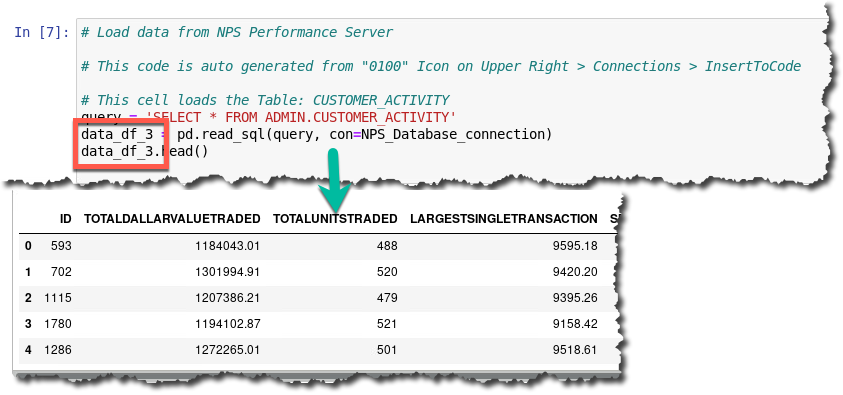 In [7]: # Load data from NPS Performance Server
# This code is auto generated from "0100" Icon on Upper Right > Connections > InsertToCode
# This cell loads the Table: CUSTOMER_ACTIVITY
query = 'SELECT * FROM ADMIN.CUSTOMER_ACTIVITY'
data_df_3 = pd.read_sql(query, con=NPS_Database_connection)
data_df_3.head()
ID TOTALDALLARVALUETRADED TOTALUNITSTRADED LARGESTSINGLETRANSACTION
0 593 1184043.01 488 9595.18
1 702 1301994.91 520 9420.20
2 1115 1207386.21 479 9395.26
3 1780 1194102.87 521 9158.42
4 1286 1272265.01 501 9518.61